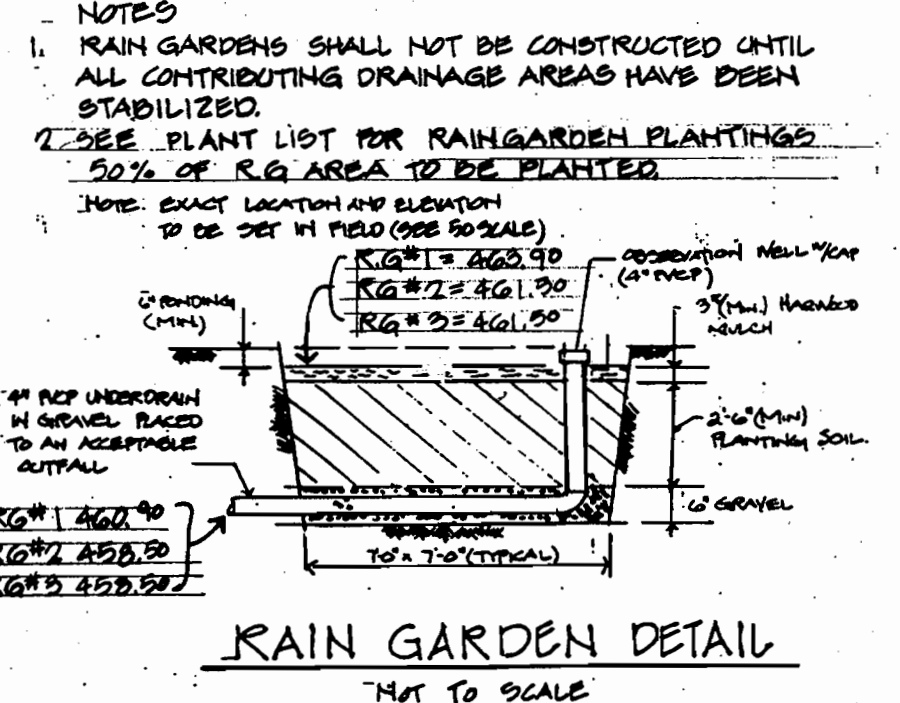 NOTES
1. RAIN GARDENS SHALL NOT BE CONSTRUCTED UNTIL
ALL CONTRIBUTING DRAINAGE AREAS HAVE BEEN
STABILIZED.
2 SEE PLANT LIST FOR RAINGARDEN PLANTINGS
50% OF RG AREA TO BE PLANTED.
NOTE: EXACT LOCATION AND ELEVATION
TO BE SET IN FIELD (SEE 50 SCALE)
R.G#1 = 463.90
RG #2 = 461.50
RG #3 = 461.50
OBSERVATION WELL W/CAP
(4" PVCP)
6" PONDING
(MIN.)
3" (MIN.) HARWOOD
MULCH
4" PVCP UNDERDRAIN
IN GRAVEL PLACED
TO AN ACCEPTABLE
OUTFALL
2'-6" (MIN)
PLANTING SOIL.
6" GRAVEL
RG#1 460.90
RG#2 458.50
RG#3 458.50
7'0" x 7'-0" (TYPICAL)
RAIN GARDEN DETAIL
NOT TO SCALE